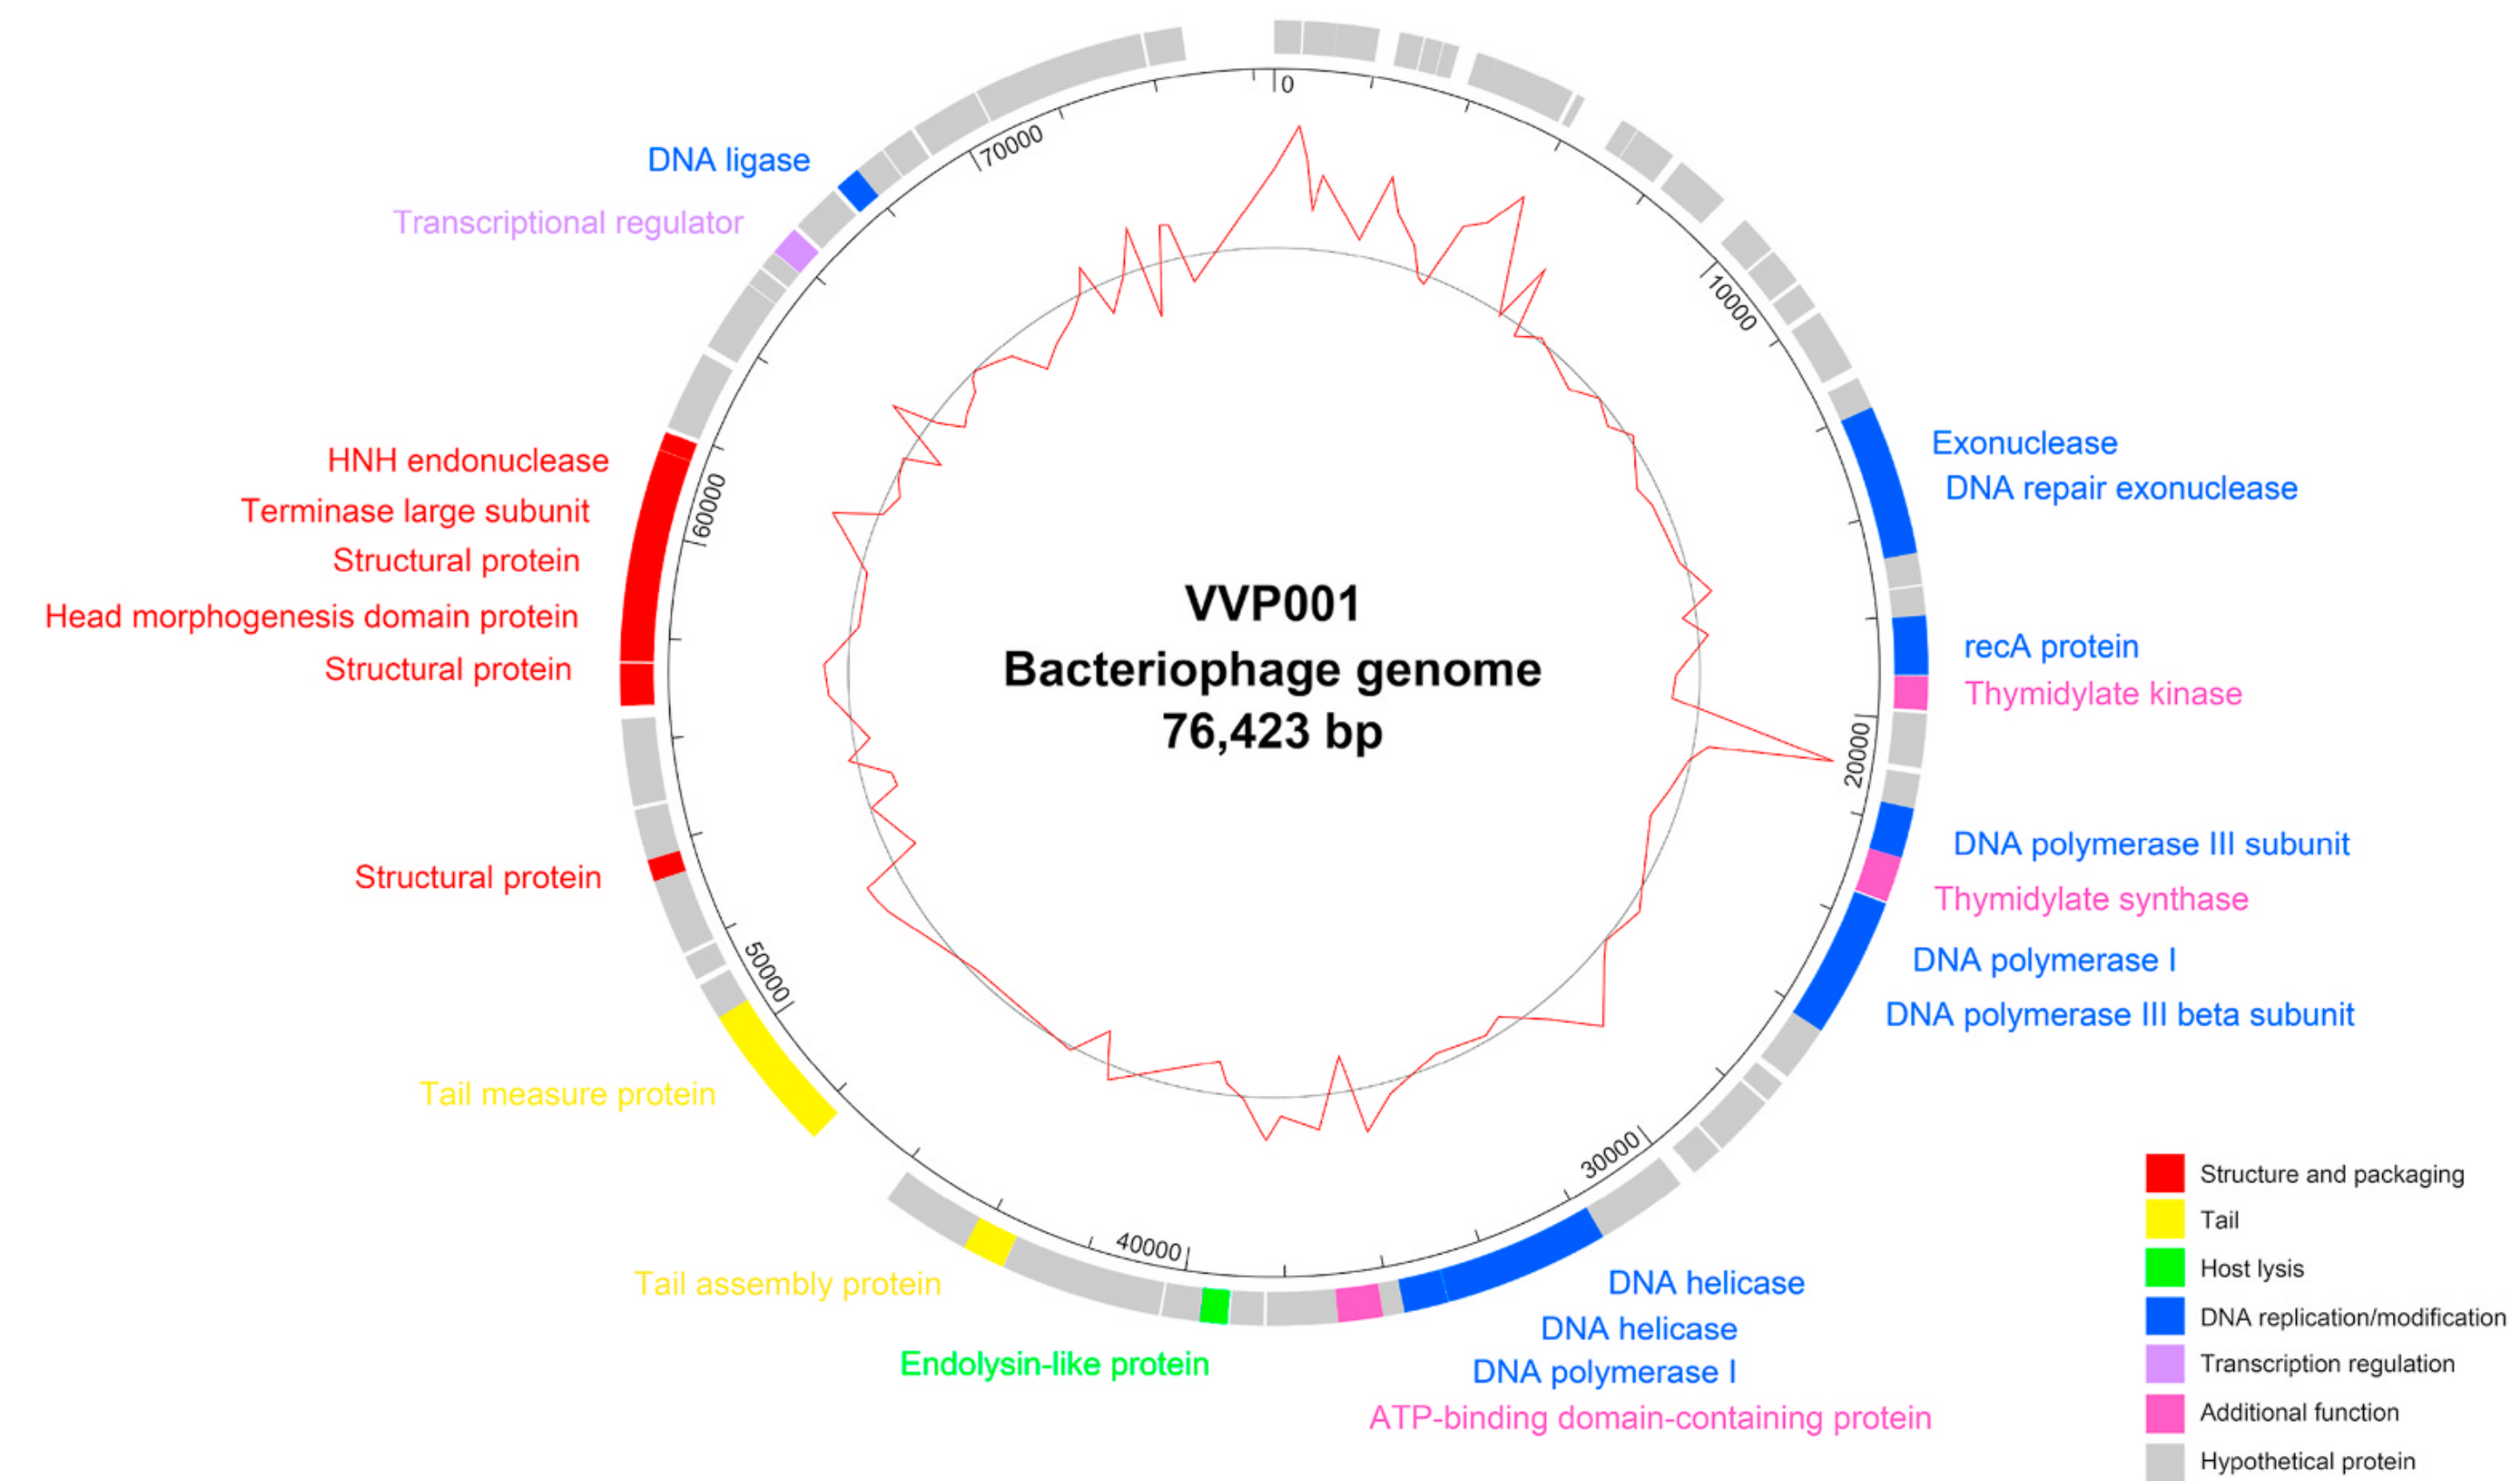 0
70000
DNA ligase
Transcriptional regulator
10000
HNH endonuclease
Terminase large subunit
Structural protein
Head morphogenesis domain protein
Structural protein
60000
Exonuclease
DNA repair exonuclease
VVP001
Bacteriophage genome
76,423 bp
recA protein
Thymidylate kinase
20000
Structural protein
DNA polymerase III subunit
Thymidylate synthase
50000
DNA polymerase I
DNA polymerase III beta subunit
Tail measure protein
30000
40000
Tail assembly protein
Endolysin-like protein
DNA helicase
DNA helicase
DNA polymerase I
ATP-binding domain-containing protein
Structure and packaging
Tail
Host lysis
DNA replication/modification
Transcription regulation
Additional function
Hypothetical protein